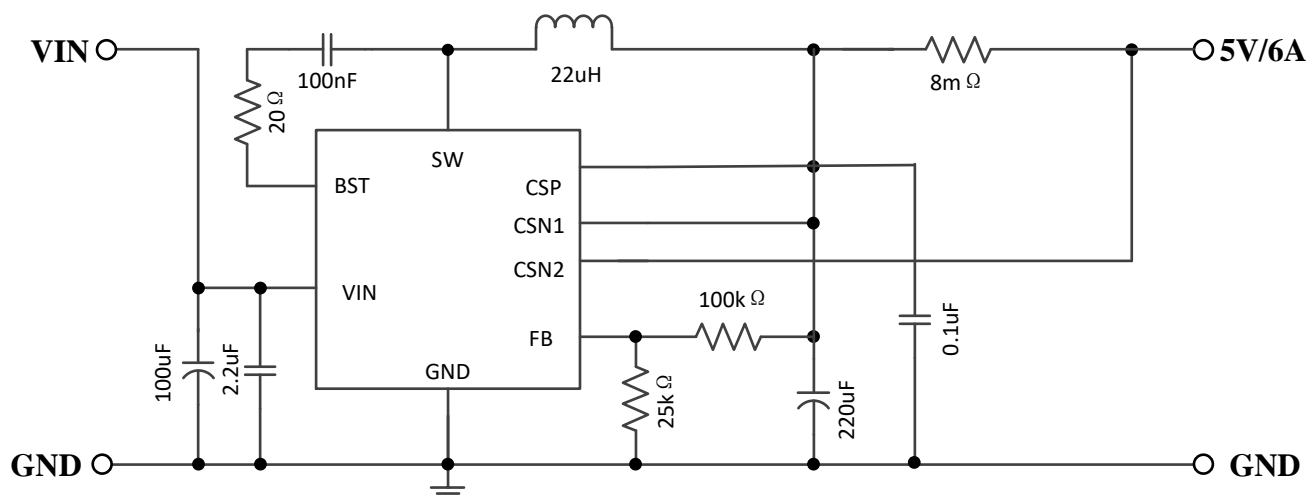 VIN
5V/6A
100nF
22uH
8m Ω
20 Ω
SW
BST
CSP
CSN1
CSN2
VIN
100k Ω
FB
0.1uF
GND
100uF
2.2uF
25k Ω
220uF
GND
GND